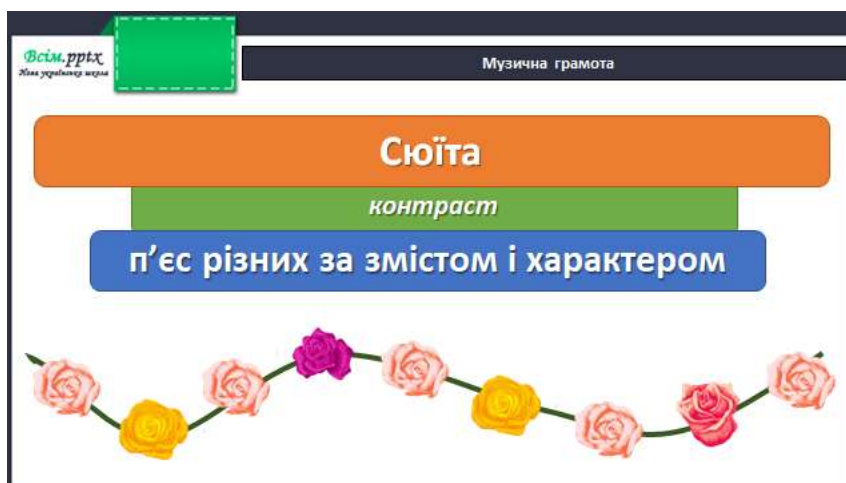 Всім.pptx
Нова українська школа
Музична грамота
Сюїта
контраст
п’єс різних за змістом і характером